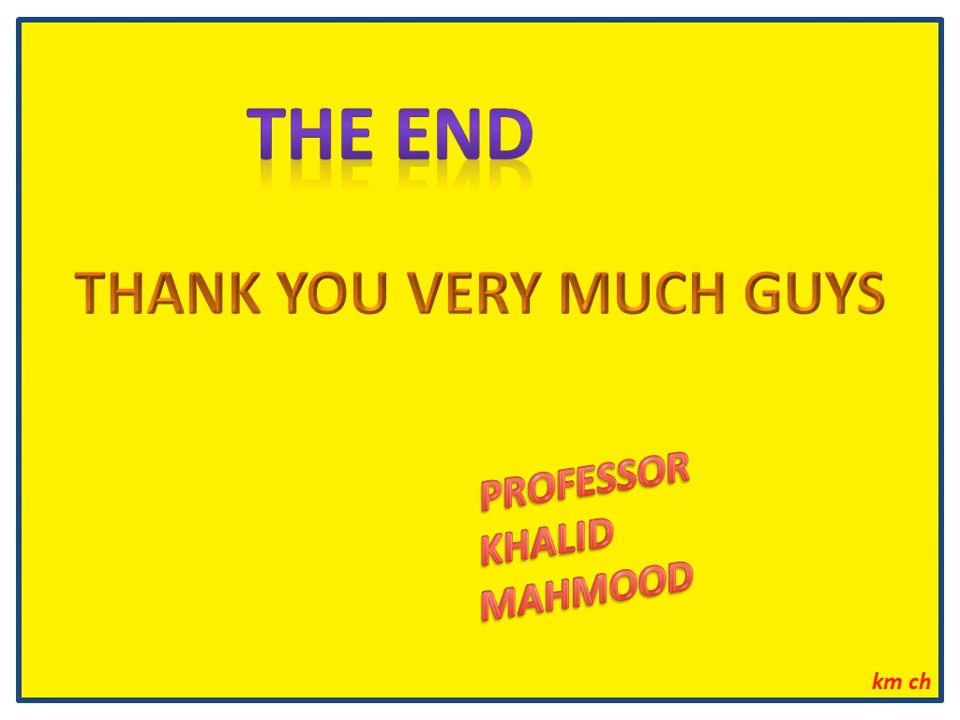 THE END
THANK YOU VERY MUCH GUYS
PROFESSOR
KHALID
MAHMOOD
km ch